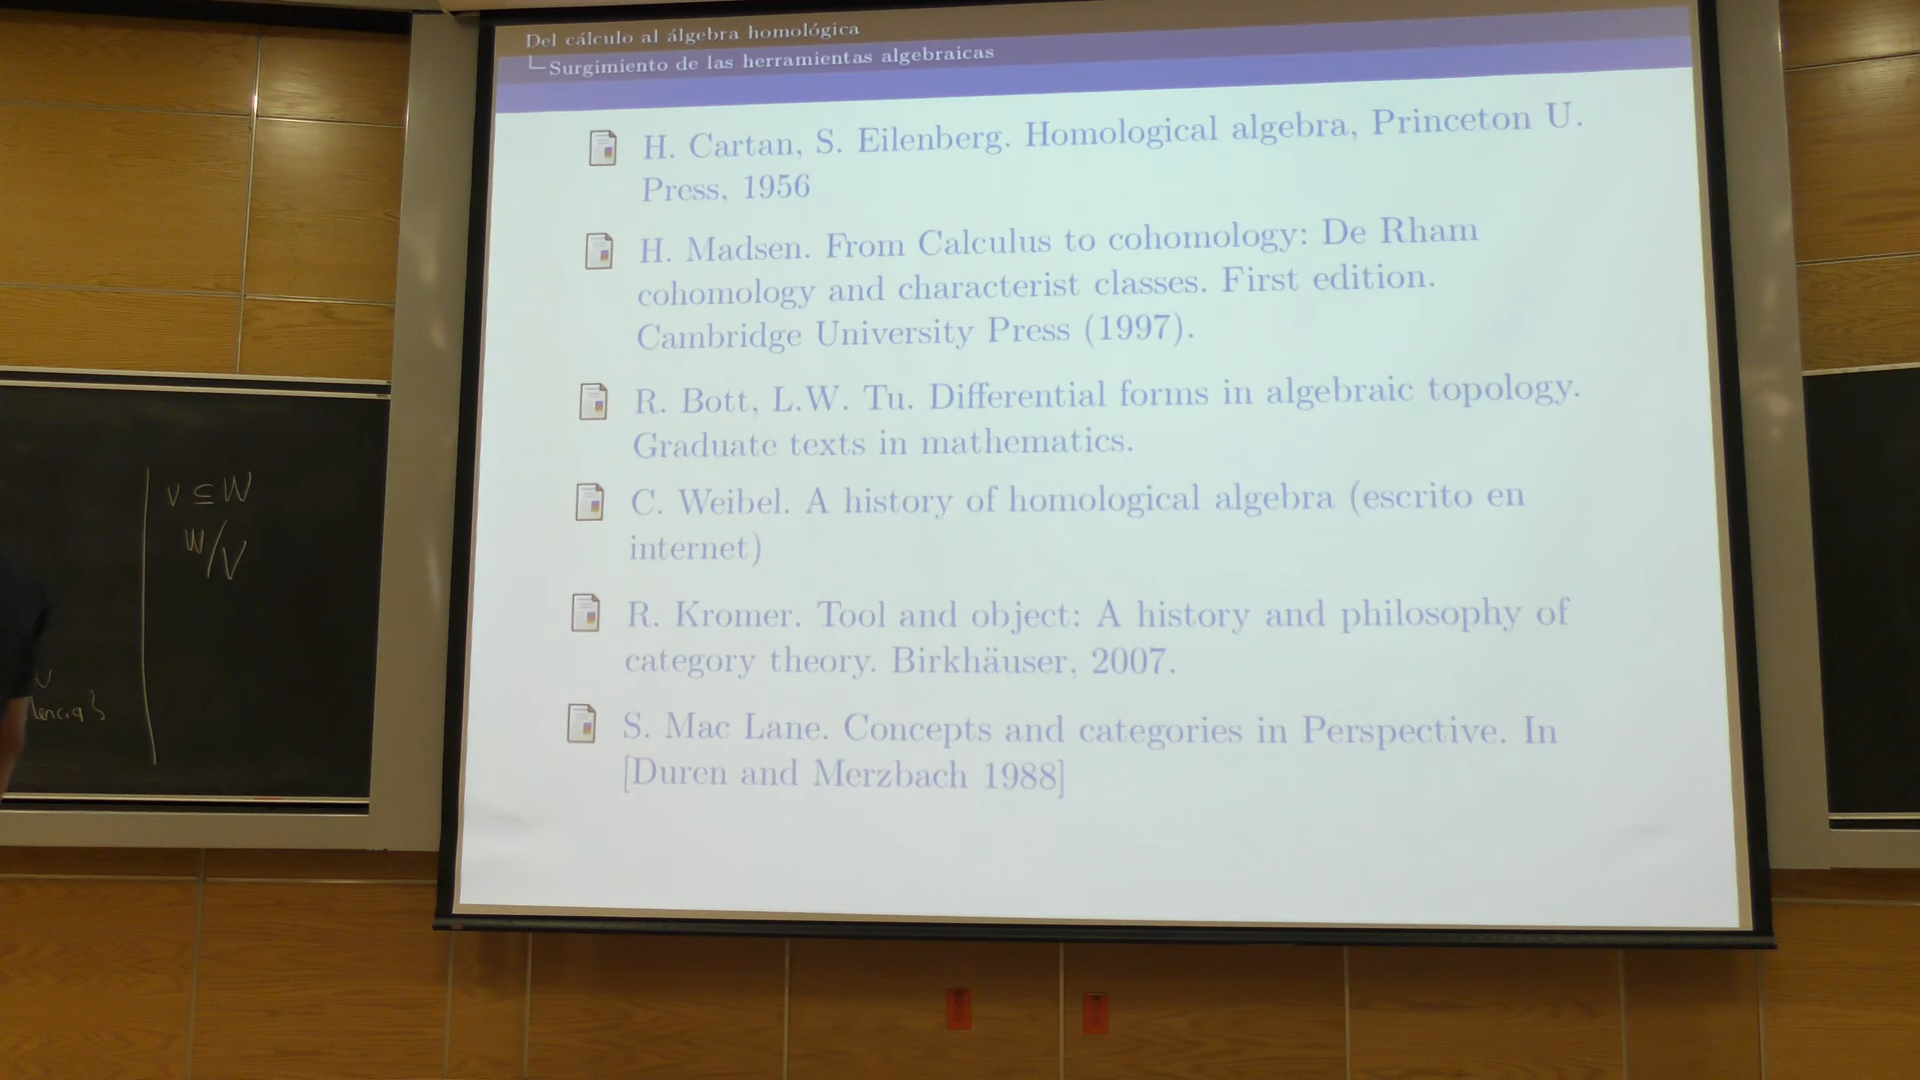 Del cálculo al álgebra homológica
Surgimiento de las herramientas algebraicas
H. Cartan, S. Eilenberg. Homological algebra, Princeton U.
Press, 1956
H. Madsen. From Calculus to cohomology: De Rham
cohomology and characterist classes. First edition.
Cambridge University Press (1997).
R. Bott, L.W. Tu. Differential forms in algebraic topology.
Graduate texts in mathematics.
C. Weibel. A history of homological algebra (escrito en
internet)
R. Kromer. Tool and object: A history and philosophy of
category theory. Birkhäuser, 2007.
S. Mac Lane. Concepts and categories in Perspective. In
[Duren and Merzbach 1988]
V ⊆ W
W/V